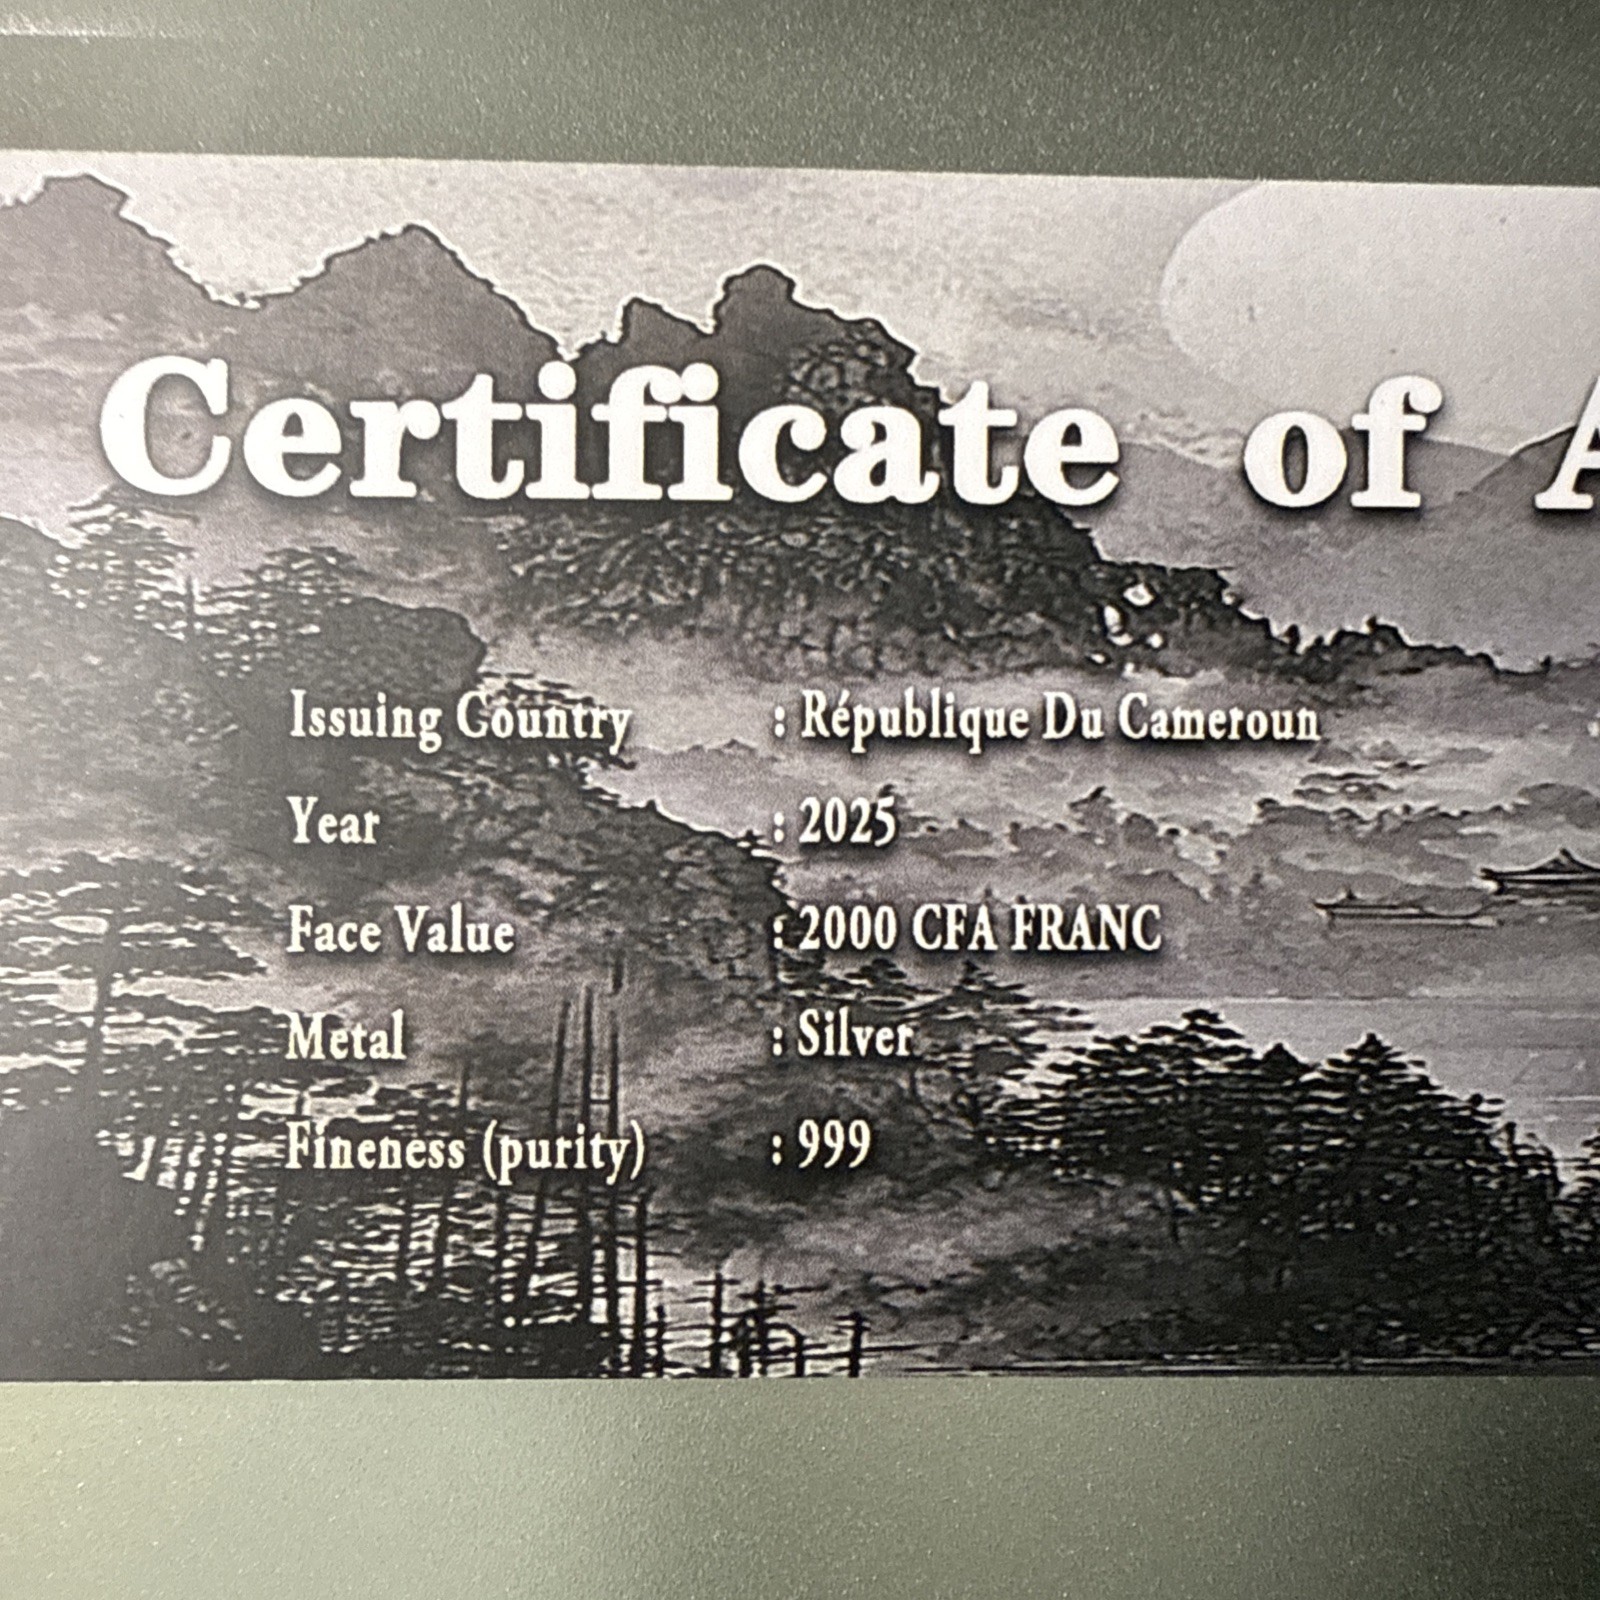 Certificate of A
Issuing Country : République Du Cameroun
Year : 2025
Face Value : 2000 CFA FRANC
Metal : Silver
Fineness (purity) : 999